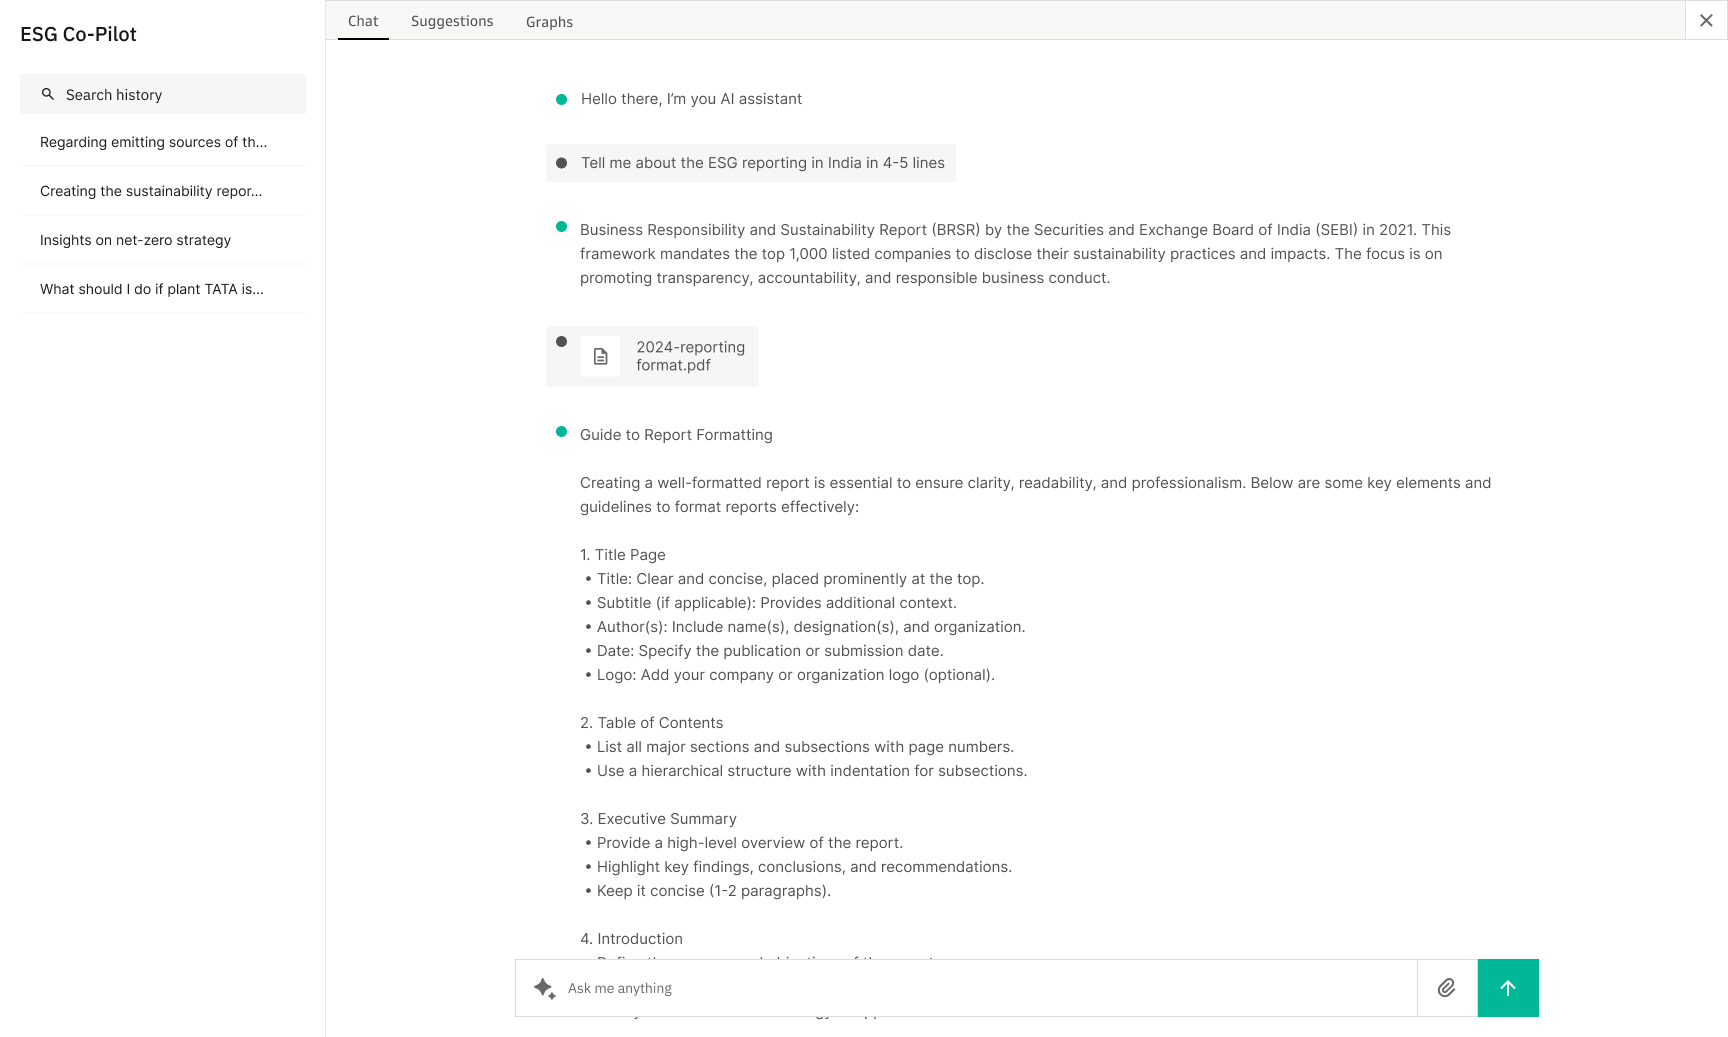 ESG Co-Pilot
Search history
Regarding emitting sources of th...
Creating the sustainability repor...
Insights on net-zero strategy
What should I do if plant TATA is...
Chat
Suggestions
Graphs
Hello there, I'm you AI assistant
Tell me about the ESG reporting in India in 4-5 lines
Business Responsibility and Sustainability Report (BRSR) by the Securities and Exchange Board of India (SEBI) in 2021. This
framework mandates the top 1,000 listed companies to disclose their sustainability practices and impacts. The focus is on
promoting transparency, accountability, and responsible business conduct.
2024-reporting
format.pdf
Guide to Report Formatting
Creating a well-formatted report is essential to ensure clarity, readability, and professionalism. Below are some key elements and
guidelines to format reports effectively:
1. Title Page
• Title: Clear and concise, placed prominently at the top.
• Subtitle (if applicable): Provides additional context.
• Author(s): Include name(s), designation(s), and organization.
• Date: Specify the publication or submission date.
• Logo: Add your company or organization logo (optional).
2. Table of Contents
• List all major sections and subsections with page numbers.
• Use a hierarchical structure with indentation for subsections.
3. Executive Summary
• Provide a high-level overview of the report.
• Highlight key findings, conclusions, and recommendations.
• Keep it concise (1-2 paragraphs).
4. Introduction
Ask me anything